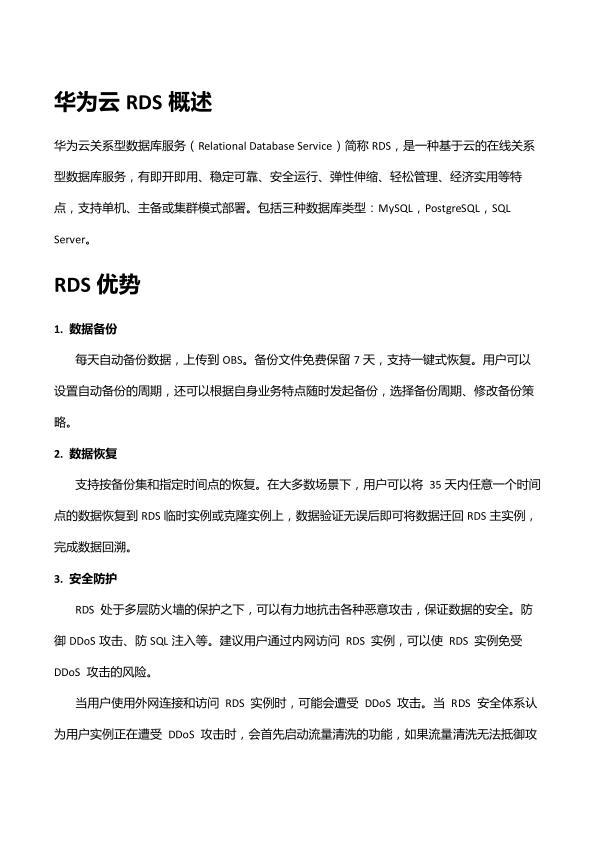 华为云 RDS 概述
华为云关系型数据库服务（Relational Database Service）简称 RDS，是一种基于云的在线关系
型数据库服务，有即开即用、稳定可靠、安全运行、弹性伸缩、轻松管理、经济实用等特
点，支持单机、主备或集群模式部署。包括三种数据库类型：MySQL，PostgreSQL，SQL
Server。
RDS 优势
1. 数据备份
每天自动备份数据，上传到 OBS。备份文件免费保留 7 天，支持一键式恢复。用户可以
设置自动备份的周期，还可以根据自身业务特点随时发起备份，选择备份周期、修改备份策
略。
2. 数据恢复
支持按备份集和指定时间点的恢复。在大多数场景下，用户可以将 35 天内任意一个时间
点的数据恢复到 RDS 临时实例或克隆实例上，数据验证无误后即可将数据迁回 RDS 主实例，
完成数据回溯。
3. 安全防护
RDS 处于多层防火墙的保护之下，可以有力地抗击各种恶意攻击，保证数据的安全。防
御 DDoS 攻击、防 SQL 注入等。建议用户通过内网访问 RDS 实例，可以使 RDS 实例免受
DDoS 攻击的风险。
当用户使用外网连接和访问 RDS 实例时，可能会遭受 DDoS 攻击。当 RDS 安全体系认
为用户实例正在遭受 DDoS 攻击时，会首先启动流量清洗的功能，如果流量清洗无法抵御攻